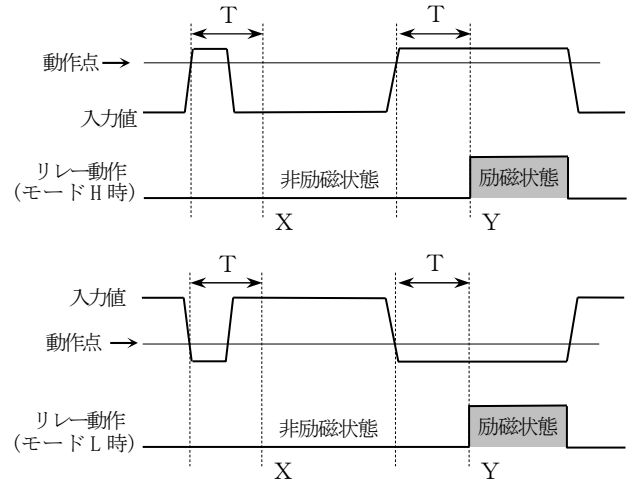 T T
動作点→
入力値
リレー動作
(モードH時)
非励磁状態 励磁状態
X Y
T T
入力値
動作点→
リレー動作
(モードL時)
非励磁状態 励磁状態
X Y